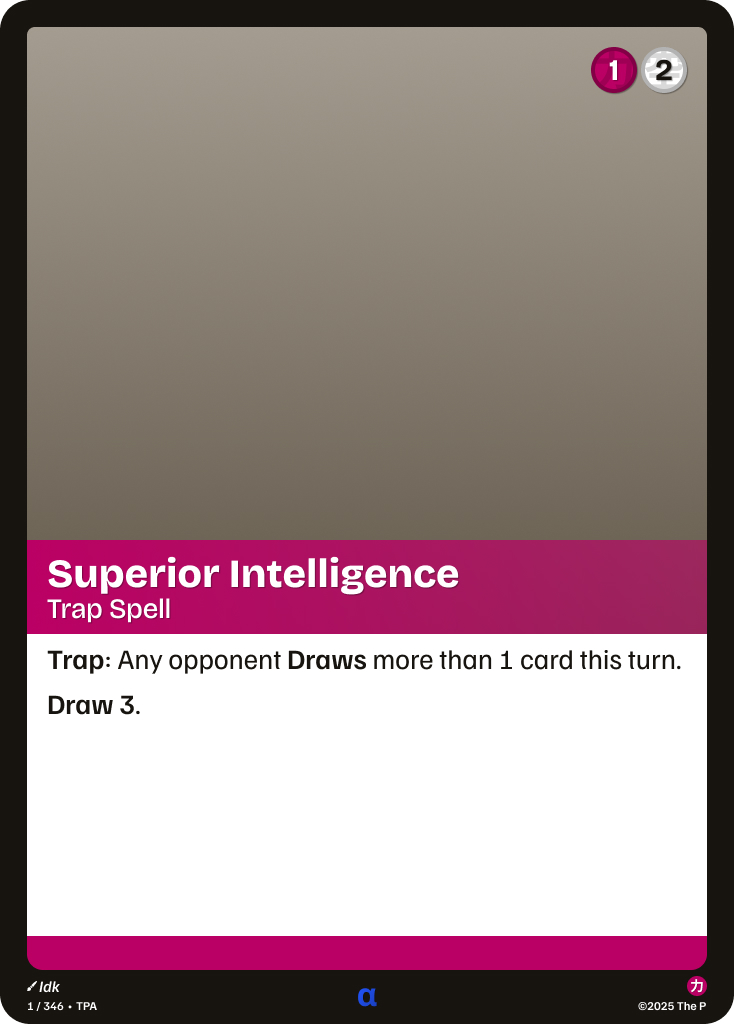 1 2
Superior Intelligence
Trap Spell
Trap: Any opponent Draws more than 1 card this turn.
Draw 3.
Idk
カ
1 / 346 • TPA
α
©2025 The P